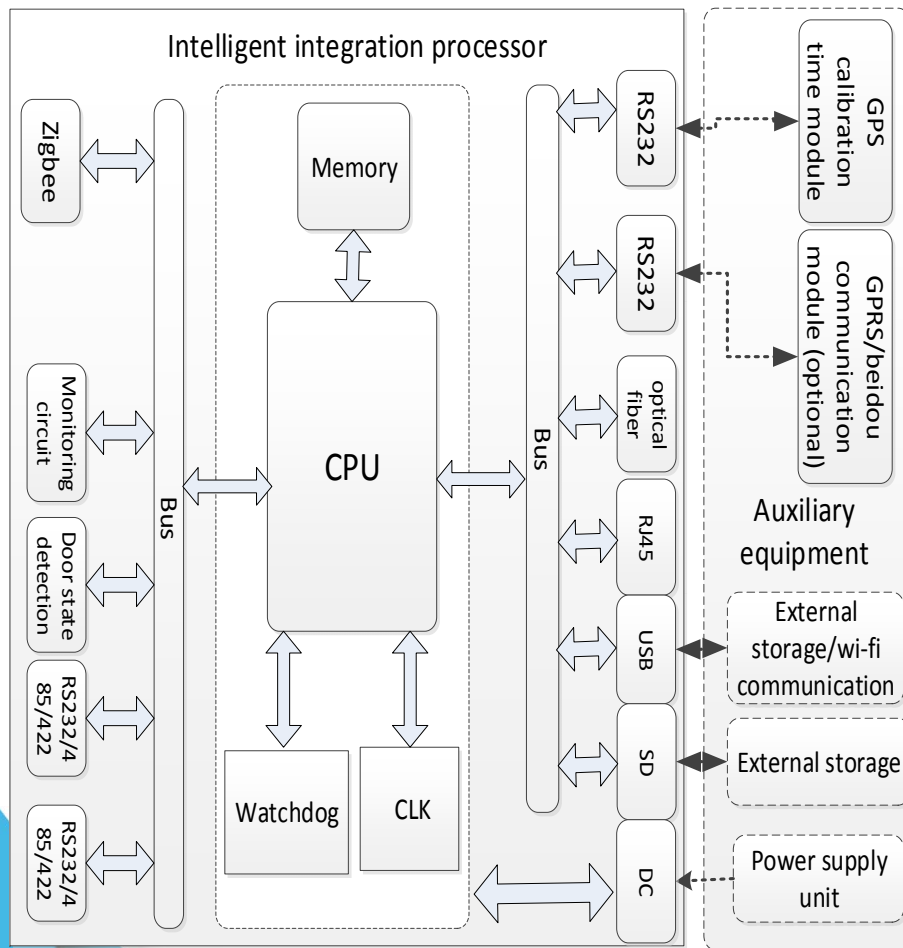 Intelligent integration processor
Zigbee
Monitoring
circuit
Door state
detection
RS232/4
85/422
RS232/4
85/422
Bus
Memory
CPU
Watchdog
CLK
Bus
RS232
RS232
optical
fiber
RJ45
USB
SD
DC
GPS
calibration
time module
GPRS/beidou
communication
module (optional)
Auxiliary
equipment
External
storage/wi-fi
communication
External storage
Power supply
unit